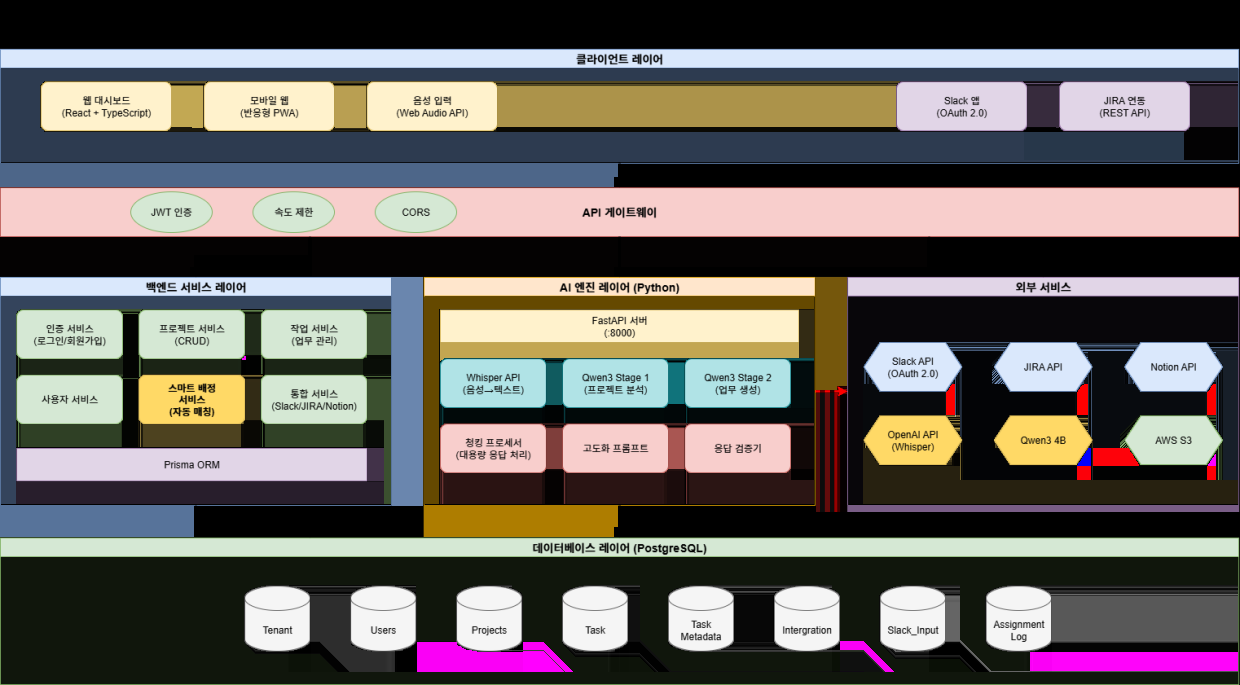 클라이언트 레이어
웹 대시보드
(React + TypeScript)
모바일 웹
(반응형 PWA)
음성 입력
(Web Audio API)
Slack 앱
(OAuth 2.0)
JIRA 연동
(REST API)
JWT 인증
속도 제한
CORS
API 게이트웨이
백엔드 서비스 레이어
인증 서비스
(로그인/회원가입)
프로젝트 서비스
(CRUD)
작업 서비스
(업무 관리)
사용자 서비스
스마트 배정
서비스
(자동 매칭)
통합 서비스
(Slack/JIRA/Notion)
Prisma ORM
AI 엔진 레이어 (Python)
FastAPI 서버
(:8000)
Whisper API
(음성→텍스트)
Qwen3 Stage 1
(프로젝트 분석)
Qwen3 Stage 2
(업무 생성)
청킹 프로세서
(대용량 응답 처리)
고도화 프롬프트
응답 검증기
외부 서비스
Slack API
(OAuth 2.0)
JIRA API
Notion API
OpenAI API
(Whisper)
Qwen3 4B
AWS S3
데이터베이스 레이어 (PostgreSQL)
Tenant
Users
Projects
Task
Task
Metadata
Intergration
Slack_Input
Assignment
Log